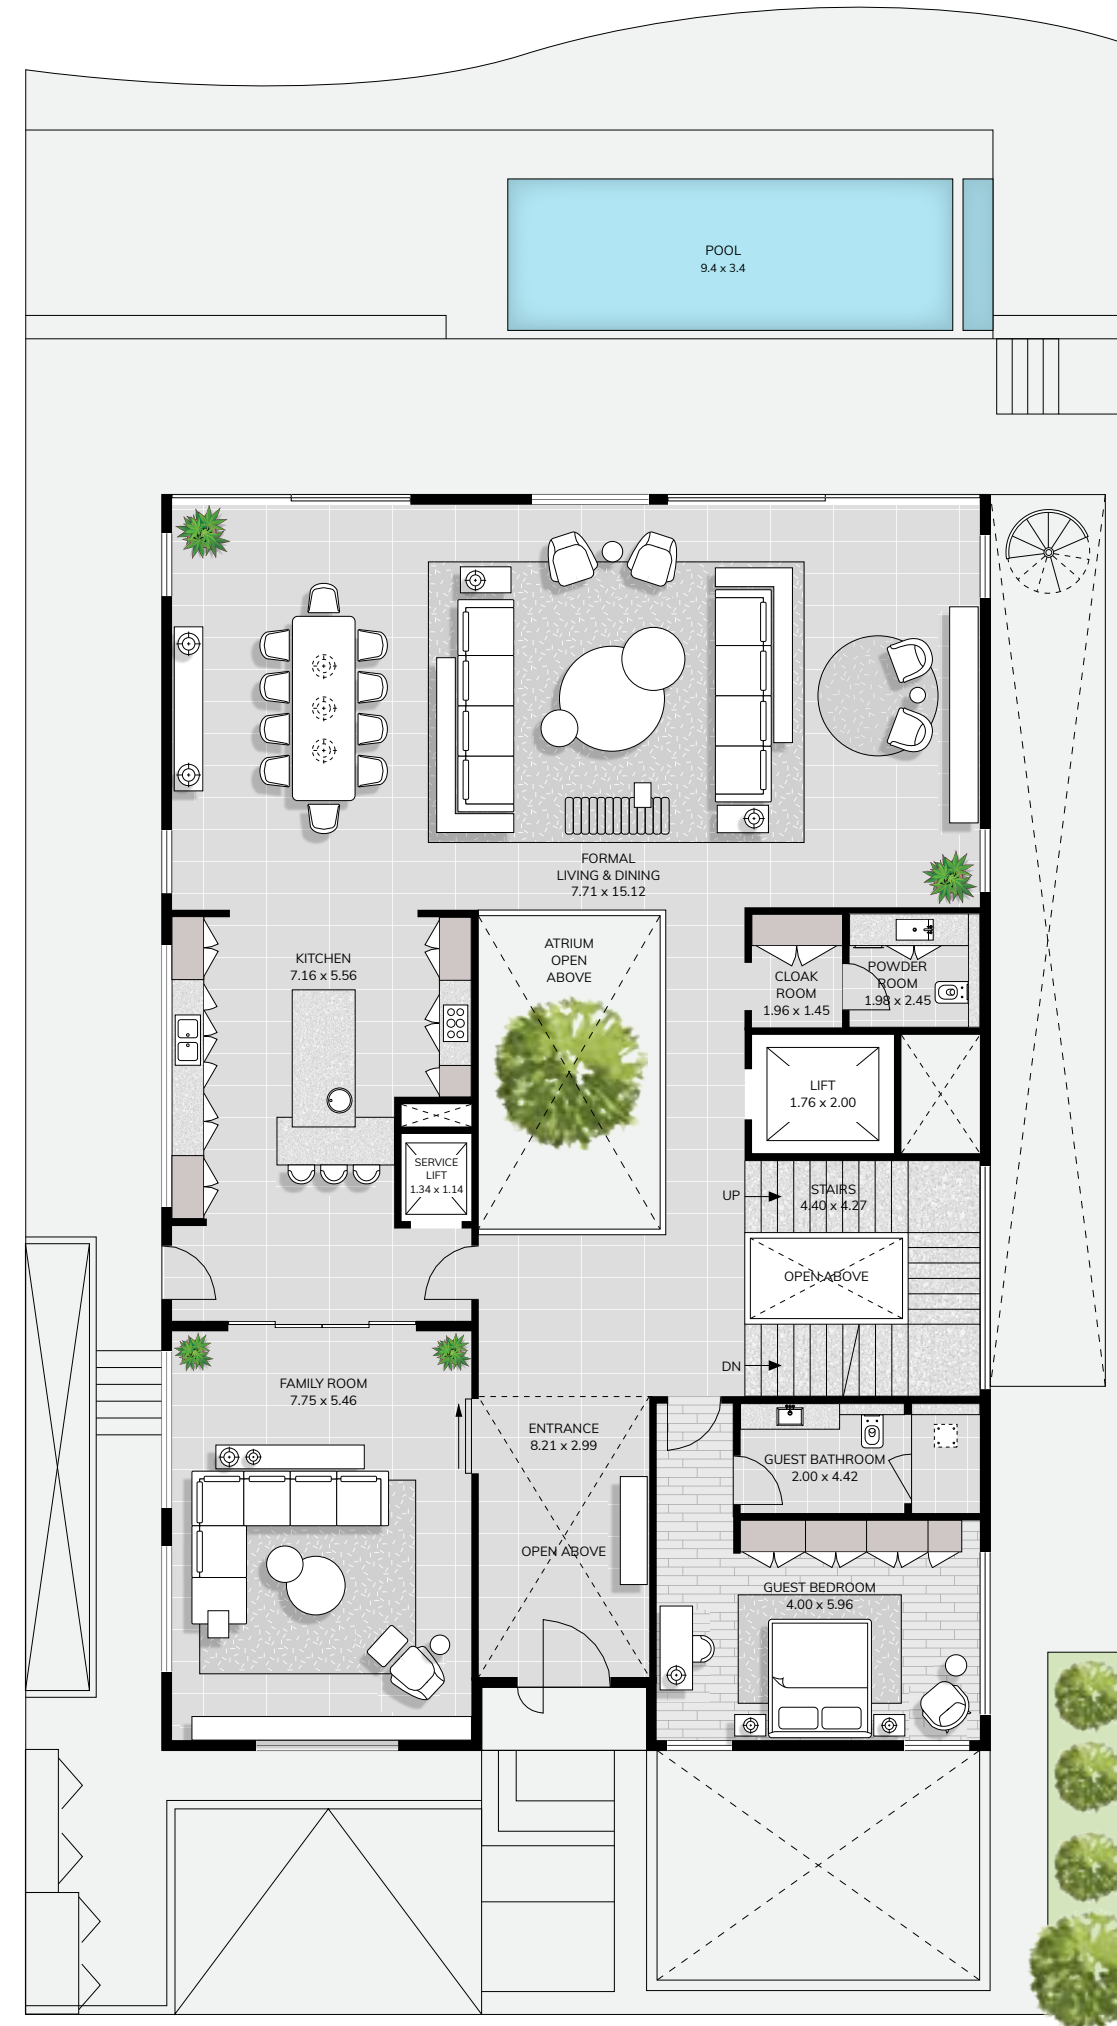 POOL
9.4 x 3.4
FORMAL
LIVING & DINING
7.71 x 15.12
ATRIUM
OPEN
ABOVE
KITCHEN
7.16 x 5.56
CLOAK
ROOM
1.96 x 1.45
POWDER
ROOM
1.98 x 2.45
LIFT
1.76 x 2.00
SERVICE
LIFT
1.34 x 1.14
UP
STAIRS
4.40 x 4.27
OPEN ABOVE
DN
FAMILY ROOM
7.75 x 5.46
ENTRANCE
8.21 x 2.99
OPEN ABOVE
GUEST BATHROOM
2.00 x 4.42
GUEST BEDROOM
4.00 x 5.96